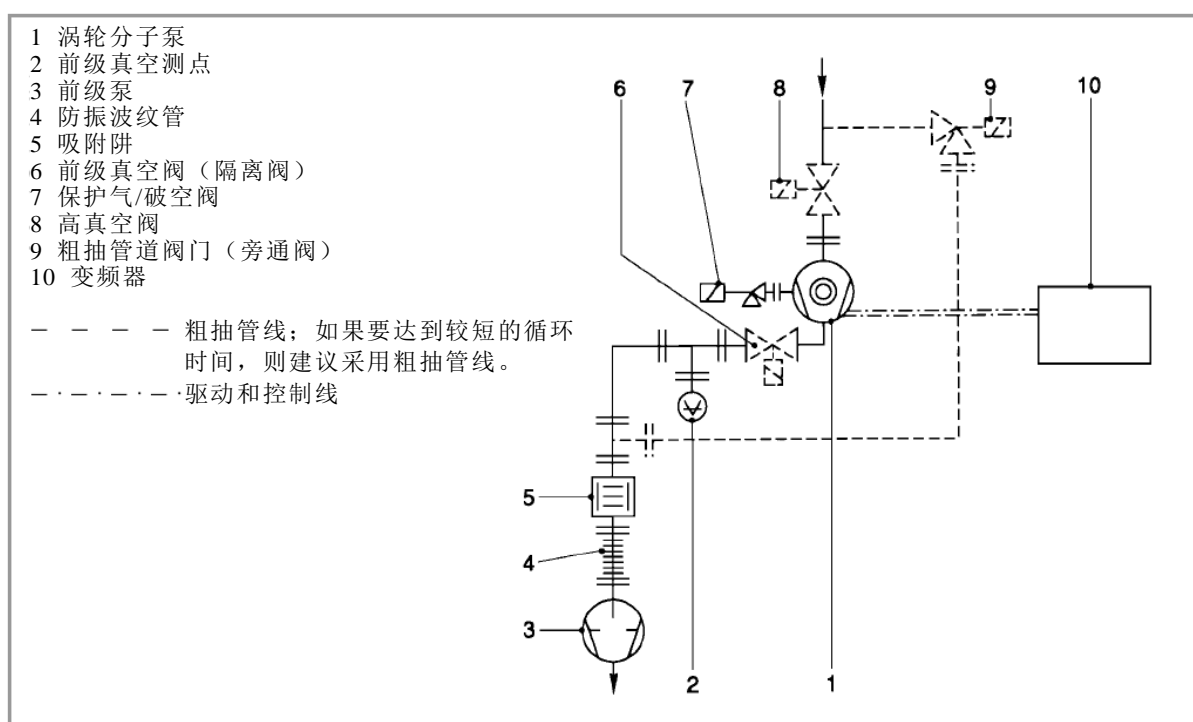 1 涡轮分子泵
2 前级真空测点
3 前级泵
4 防振波纹管
5 吸附阱
6 前级真空阀（隔离阀）
7 保护气/破空阀
8 高真空阀
9 粗抽管道阀门（旁通阀）
10 变频器
粗抽管线；如果要达到较短的循环
时间，则建议采用粗抽管线。
驱动和控制线
6 7 8 9 10
5
4
3
2 1